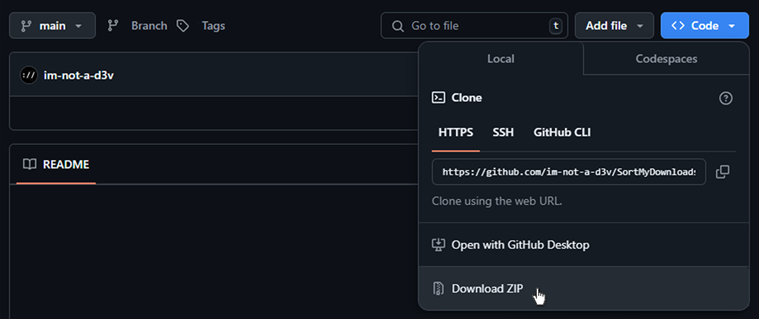 main
Branch
Tags
Go to file
t
Add file
Code
:// im-not-a-d3v
README
Local
Codespaces
Clone
HTTPS
SSH
GitHub CLI
https://github.com/im-not-a-d3v/SortMyDownloads
Clone using the web URL.
Open with GitHub Desktop
Download ZIP